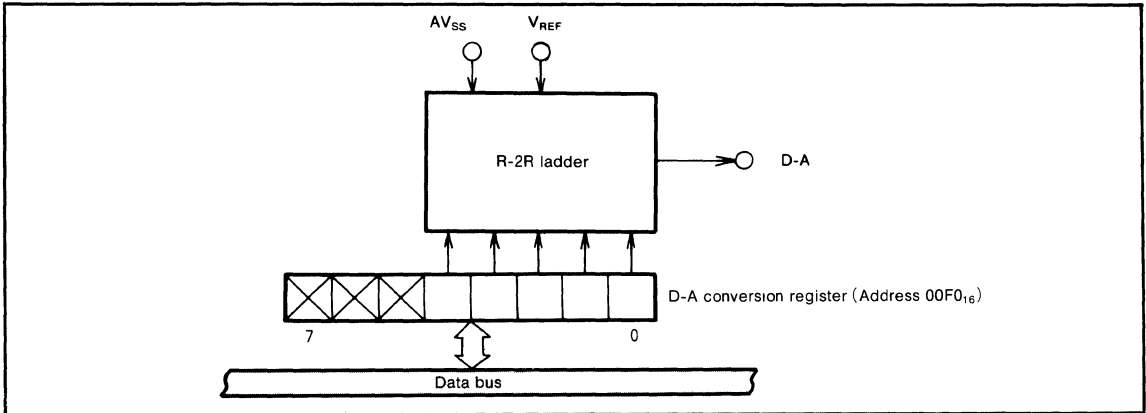 AVSS VREF
R-2R ladder
D-A
D-A conversion register (Address 00F016)
7 0
Data bus